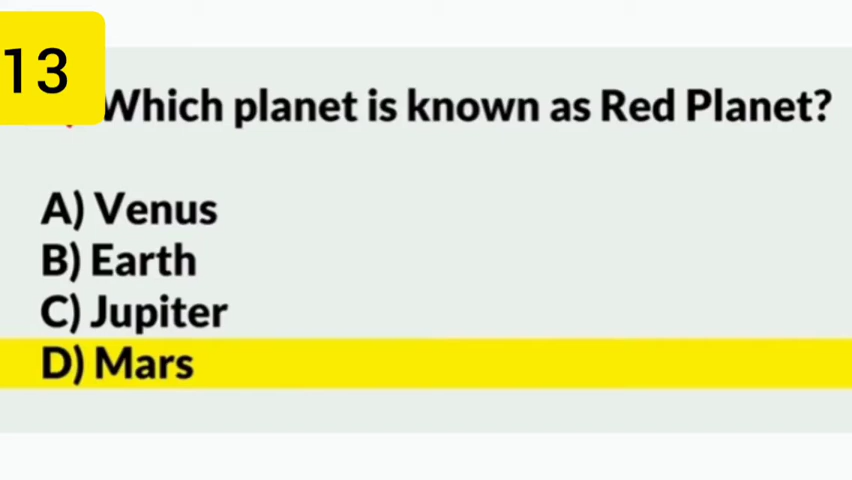 13
Which planet is known as Red Planet?
A) Venus
B) Earth
C) Jupiter
D) Mars